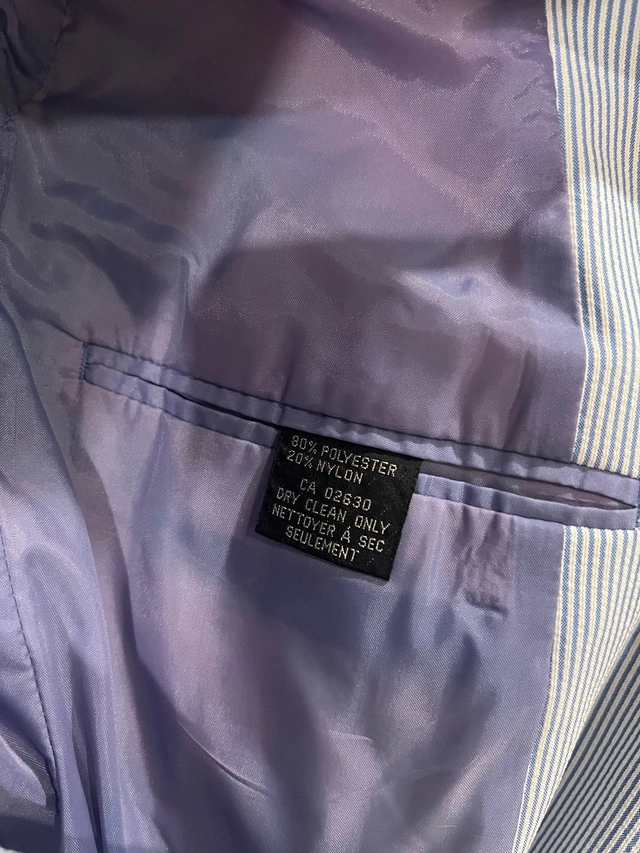 80% POLYESTER
20% NYLON
CA 02630
DRY CLEAN ONLY
NETTOYER À SEC
SEULEMENT